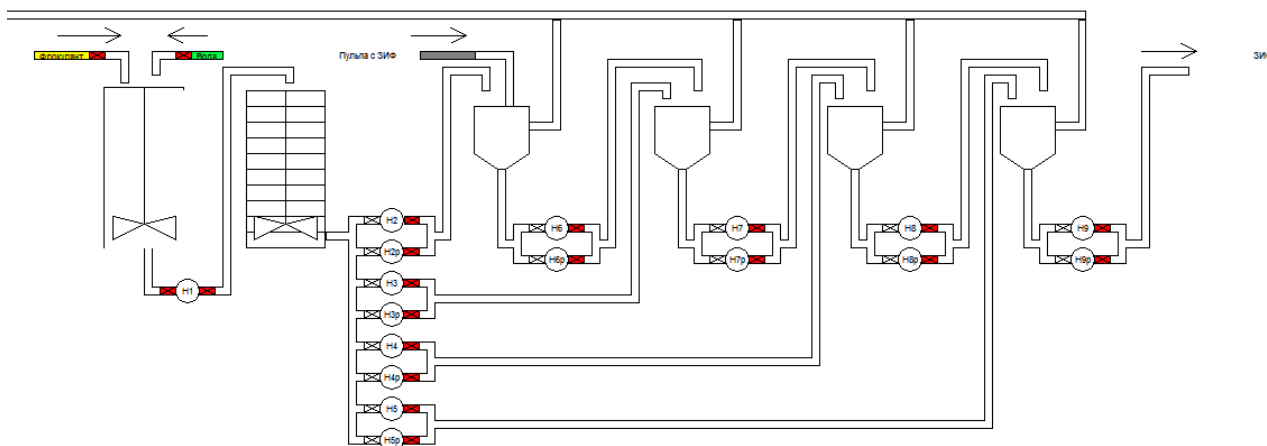 Флокулянт
Вода
Пульпа с ЗИФ
ЗИФ
Н2
Н6
Н7
Н8
Н9
Н2р
Н6р
Н7р
Н8р
Н9р
Н3
Н1
Н3р
Н4
Н4р
Н5
Н5р